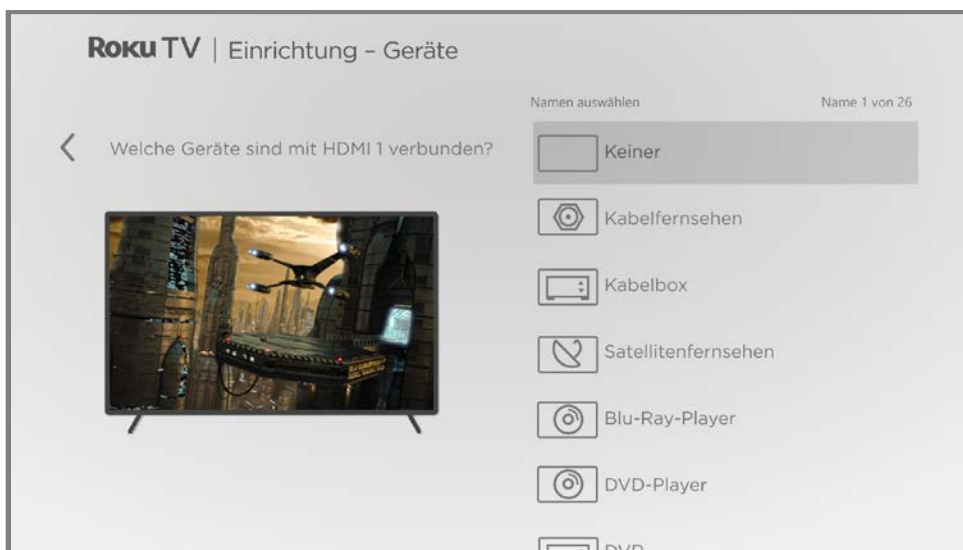 Roku TV | Einrichtung – Geräte
Namen auswählen Name 1 von 26
Welche Geräte sind mit HDMI 1 verbunden?
Keiner
Kabelfernsehen
Kabelbox
Satellitenfernsehen
Blu-Ray-Player
DVD-Player
DVR